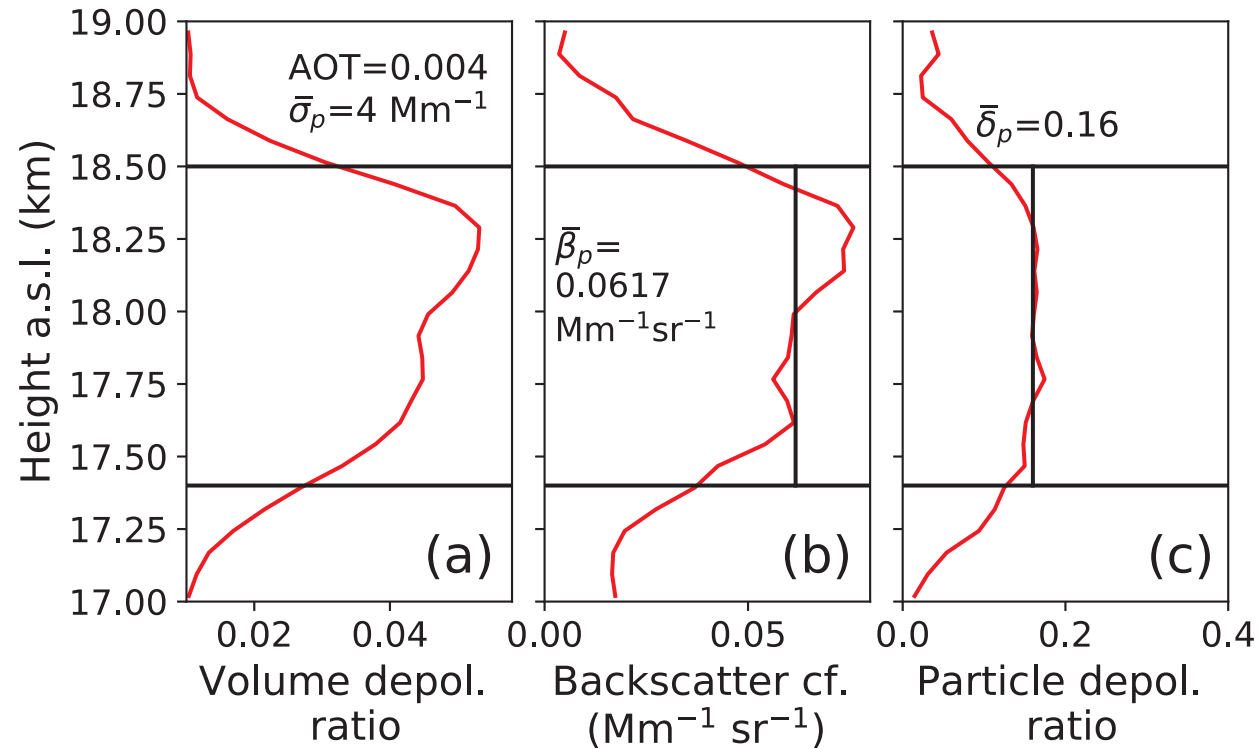 Height a.s.l. (km)
19.00
18.75
18.50
18.25
18.00
17.75
17.50
17.25
17.00
AOT=0.004
σ̄ₚ=4 Mm⁻¹
(a)
0.02 0.04
Volume depol.
ratio
β̄ₚ=
0.0617
Mm⁻¹sr⁻¹
(b)
0.00 0.05
Backscatter cf.
(Mm⁻¹ sr⁻¹)
δ̄ₚ=0.16
(c)
0.0 0.2 0.4
Particle depol.
ratio